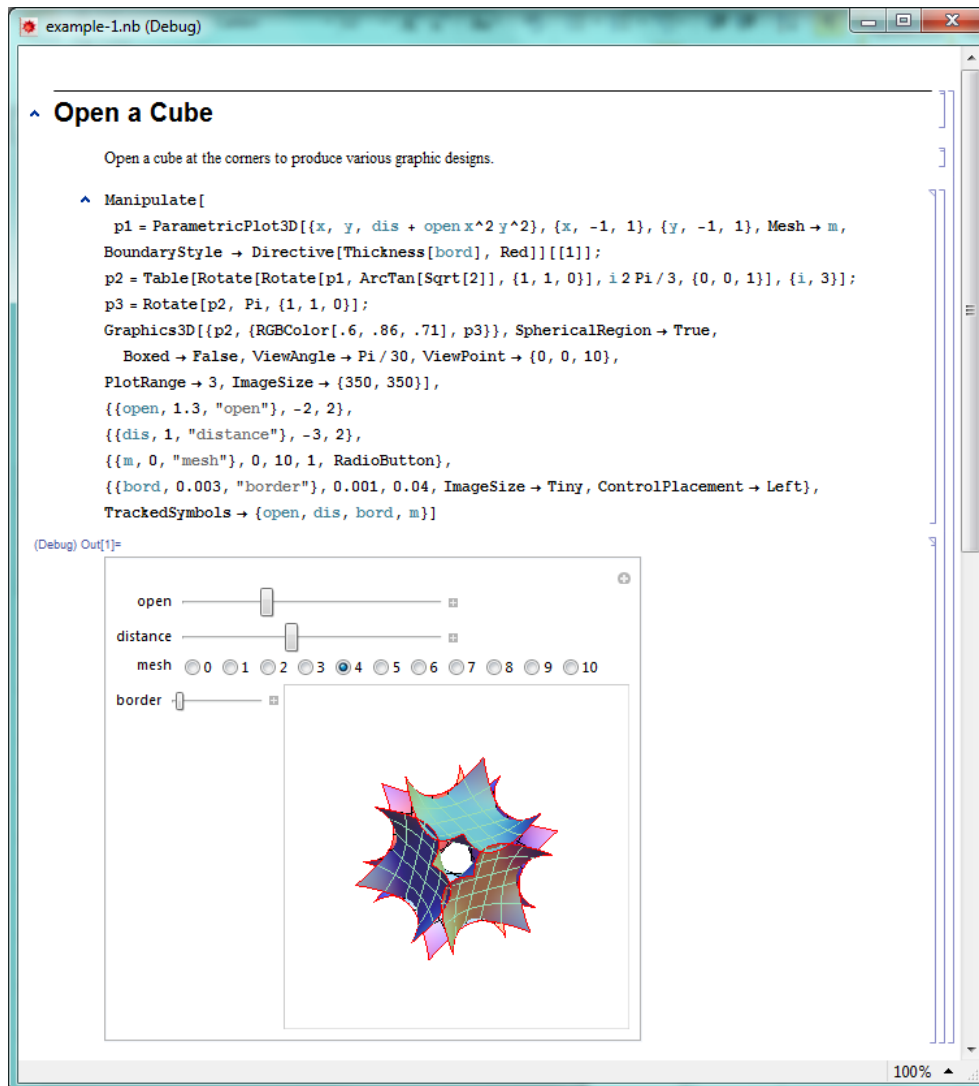 example-1.nb (Debug)
Open a Cube
Open a cube at the corners to produce various graphic designs.
Manipulate[
p1 = ParametricPlot3D[{x, y, dis + open x^2 y^2}, {x, -1, 1}, {y, -1, 1}, Mesh → m,
BoundaryStyle → Directive[Thickness[bord], Red]][[1]];
p2 = Table[Rotate[Rotate[p1, ArcTan[Sqrt[2]], {1, 1, 0}], i 2 Pi / 3, {0, 0, 1}], {i, 3}];
p3 = Rotate[p2, Pi, {1, 1, 0}];
Graphics3D[{p2, {RGBColor[.6, .86, .71], p3}}, SphericalRegion → True,
Boxed → False, ViewAngle → Pi / 30, ViewPoint → {0, 0, 10},
PlotRange → 3, ImageSize → {350, 350}],
{{open, 1.3, "open"}, -2, 2},
{{dis, 1, "distance"}, -3, 2},
{{m, 0, "mesh"}, 0, 10, 1, RadioButton},
{{bord, 0.003, "border"}, 0.001, 0.04, ImageSize → Tiny, ControlPlacement → Left},
TrackedSymbols → {open, dis, bord, m}]
(Debug) Out[1]=
open
distance
mesh 0 1 2 3 4 5 6 7 8 9 10
border
100%